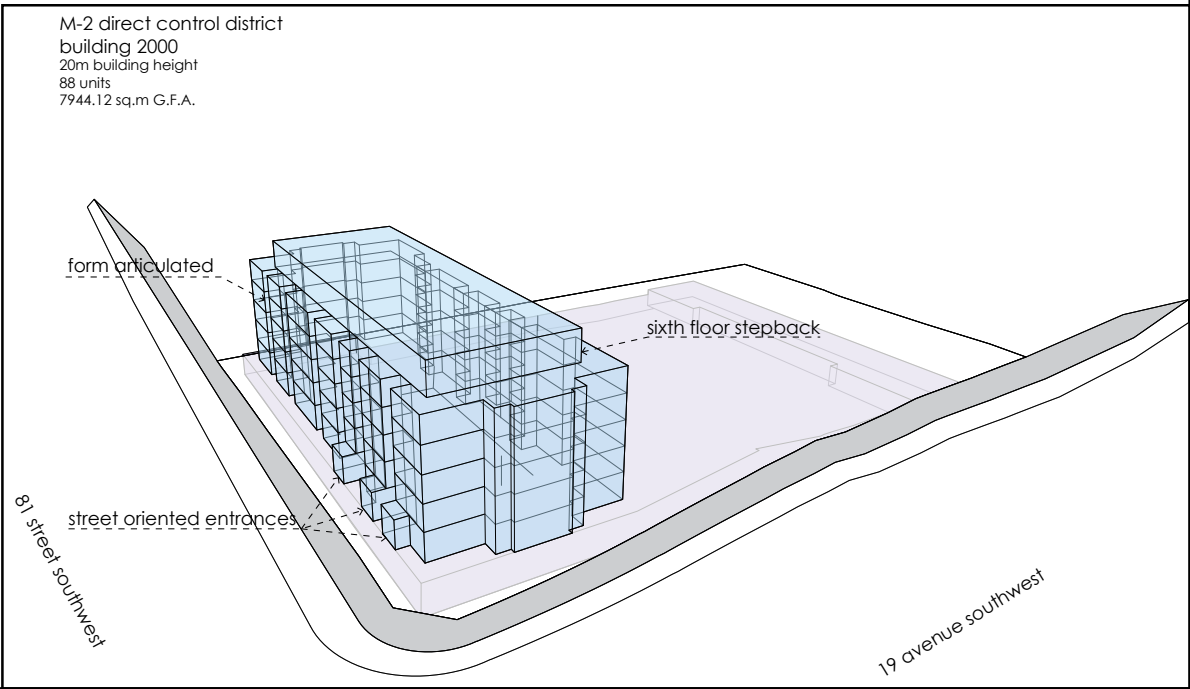 M-2 direct control district
building 2000
20m building height
88 units
7944.12 sq.m G.F.A.
form articulated
sixth floor stepback
street oriented entrances
81 street southwest
19 avenue southwest